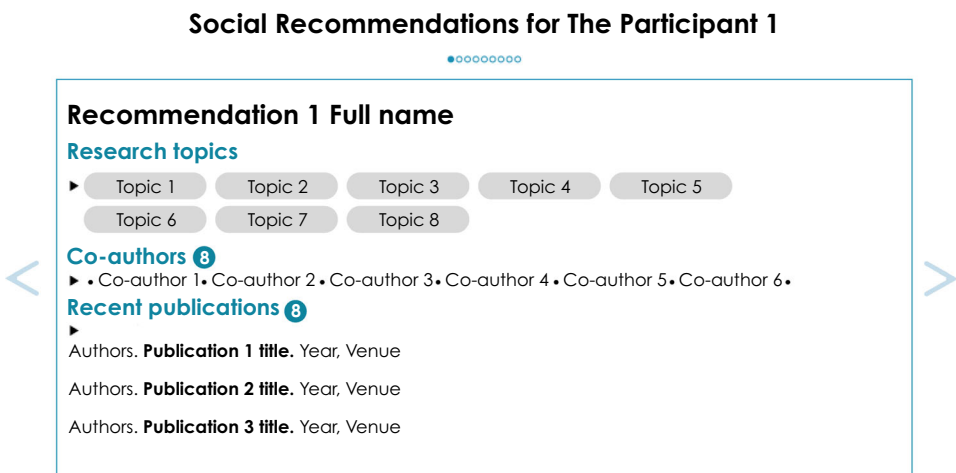 Social Recommendations for The Participant 1
Recommendation 1 Full name
Research topics
Topic 1 Topic 2 Topic 3 Topic 4 Topic 5
Topic 6 Topic 7 Topic 8
Co-authors 8
• Co-author 1 • Co-author 2 • Co-author 3 • Co-author 4 • Co-author 5 • Co-author 6 •
Recent publications 8
Authors. Publication 1 title. Year, Venue
Authors. Publication 2 title. Year, Venue
Authors. Publication 3 title. Year, Venue